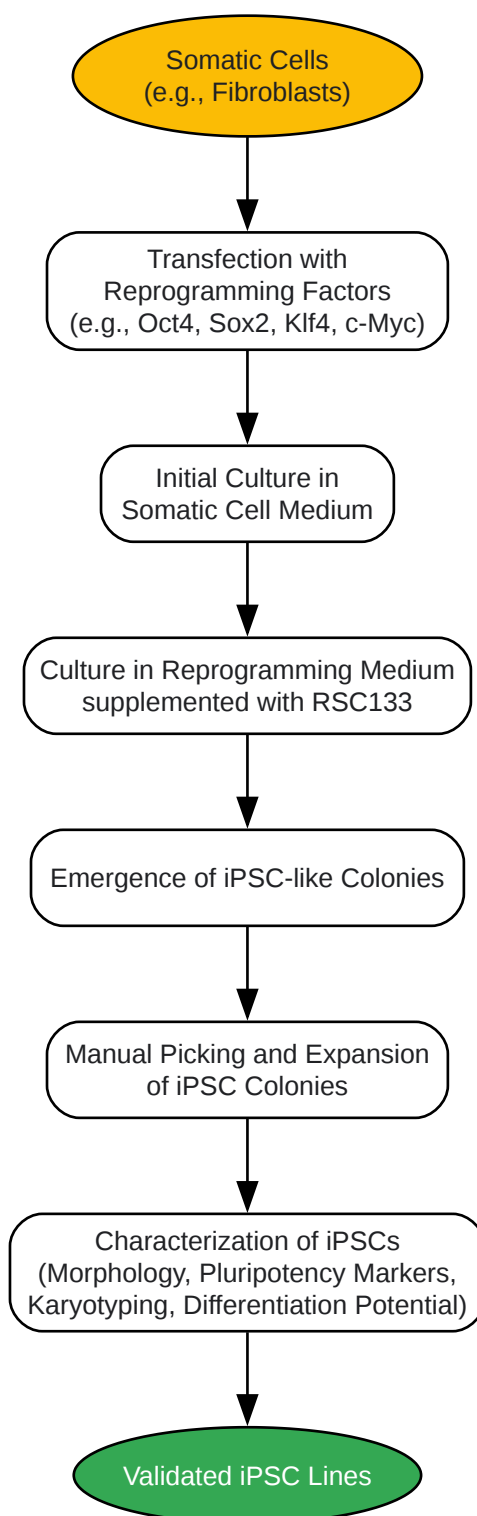 Somatic Cells
(e.g., Fibroblasts)
Transfection with
Reprogramming Factors
(e.g., Oct4, Sox2, Klf4, c-Myc)
Initial Culture in
Somatic Cell Medium
Culture in Reprogramming Medium
supplemented with RSC133
Emergence of iPSC-like Colonies
Manual Picking and Expansion
of iPSC Colonies
Characterization of iPSCs
(Morphology, Pluripotency Markers,
Karyotyping, Differentiation Potential)
Validated iPSC Lines